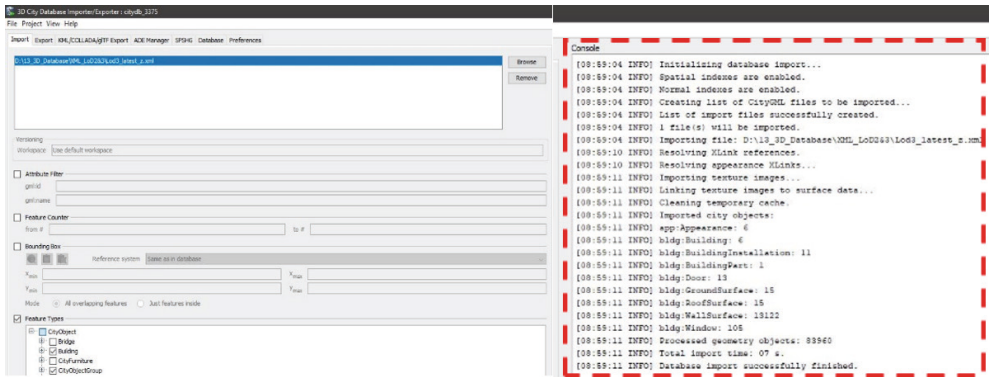 3D City Database Importer/Exporter : citydb_3375
File Project View Help
Import Export KML/COLLADA/glTF Export ADE Manager SPSHG Database Preferences
D:\13_3D_Database\XML_LoD2&3\Lod3_latest_z.xml
Browse
Remove
Versioning
Workspace Use default workspace
Attribute Filter
gml:id
gml:name
Feature Counter
from # to #
Bounding Box
Reference system Same as in database
Xmin Xmax
Ymin Ymax
Mode All overlapping features Just features inside
Feature Types
CityObject
Bridge
Building
CityFurniture
CityObjectGroup
Console
[08:59:04 INFO] Initializing database import...
[08:59:04 INFO] Spatial indexes are enabled.
[08:59:04 INFO] Normal indexes are enabled.
[08:59:04 INFO] Creating list of CityGML files to be imported...
[08:59:04 INFO] List of import files successfully created.
[08:59:04 INFO] 1 file(s) will be imported.
[08:59:04 INFO] Importing file: D:\13_3D_Database\XML_LoD2&3\Lod3_latest_z.xml
[08:59:10 INFO] Resolving XLink references.
[08:59:10 INFO] Resolving appearance XLinks...
[08:59:11 INFO] Importing texture images...
[08:59:11 INFO] Linking texture images to surface data...
[08:59:11 INFO] Cleaning temporary cache.
[08:59:11 INFO] Imported city objects:
[08:59:11 INFO] app:Appearance: 6
[08:59:11 INFO] bldg:Building: 6
[08:59:11 INFO] bldg:BuildingInstallation: 11
[08:59:11 INFO] bldg:BuildingPart: 1
[08:59:11 INFO] bldg:Door: 13
[08:59:11 INFO] bldg:GroundSurface: 15
[08:59:11 INFO] bldg:RoofSurface: 15
[08:59:11 INFO] bldg:WallSurface: 13122
[08:59:11 INFO] bldg:Window: 105
[08:59:11 INFO] Processed geometry objects: 83960
[08:59:11 INFO] Total import time: 07 s.
[08:59:11 INFO] Database import successfully finished.